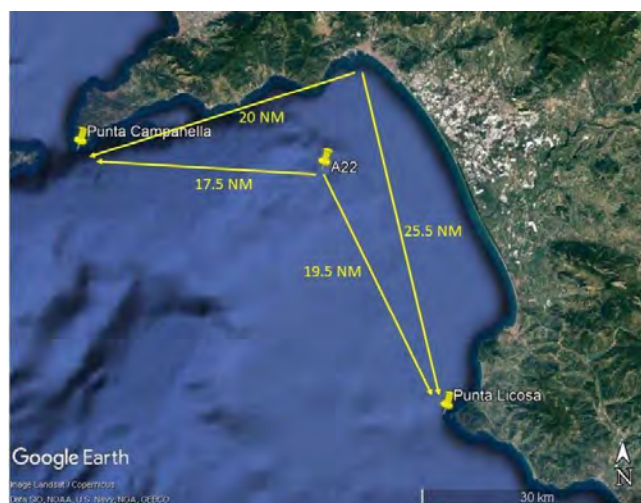 Punta Campanella
20 NM
A22
17.5 NM
25.5 NM
19.5 NM
Punta Licosa
Google Earth
Image Landset / Copernicus
Data SIO, NOAA, U.S. Navy, NGA, GEBCO
30 km
N